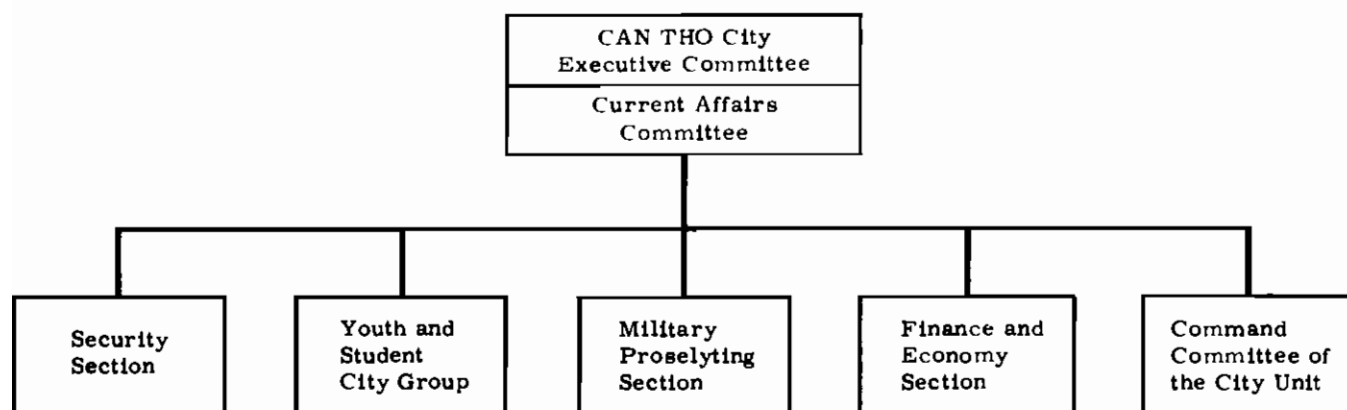 CAN THO City
Executive Committee
Current Affairs
Committee
Security
Section
Youth and
Student
City Group
Military
Proselyting
Section
Finance and
Economy
Section
Command
Committee of
the City Unit